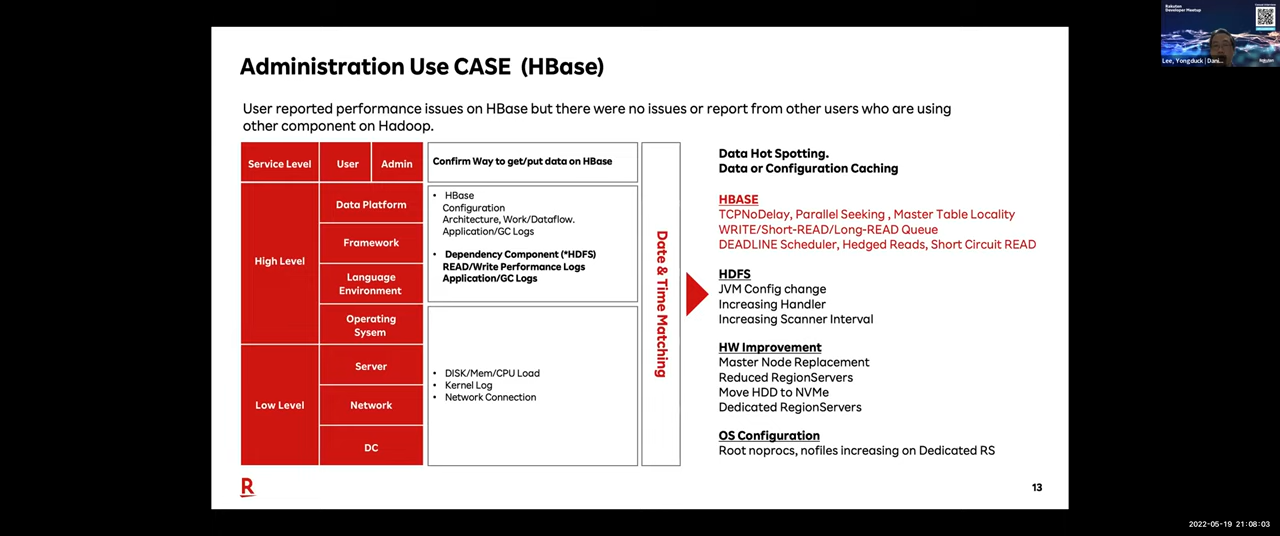 Administration Use CASE (HBase)
User reported performance issues on HBase but there were no issues or report from other users who are using
other component on Hadoop.
Service Level
User
Admin
Confirm Way to get/put data on HBase
High Level
Data Platform
Framework
Language
Environment
Operating
Sysem
Low Level
Server
Network
DC
• HBase
Configuration
Architecture, Work/Dataflow.
Application/GC Logs
• Dependency Component (*HDFS)
READ/Write Performance Logs
Application/GC Logs
• DISK/Mem/CPU Load
• Kernel Log
• Network Connection
Date & Time Matching
Data Hot Spotting.
Data or Configuration Caching
HBASE
TCPNoDelay, Parallel Seeking , Master Table Locality
WRITE/Short-READ/Long-READ Queue
DEADLINE Scheduler, Hedged Reads, Short Circuit READ
HDFS
JVM Config change
Increasing Handler
Increasing Scanner Interval
HW Improvement
Master Node Replacement
Reduced RegionServers
Move HDD to NVMe
Dedicated RegionServers
OS Configuration
Root noprocs, nofiles increasing on Dedicated RS
R
13
Rakuten
Developer Meetup
Lee, Yongduck | Dani...
Rakuten
2022-05-19 21:08:03